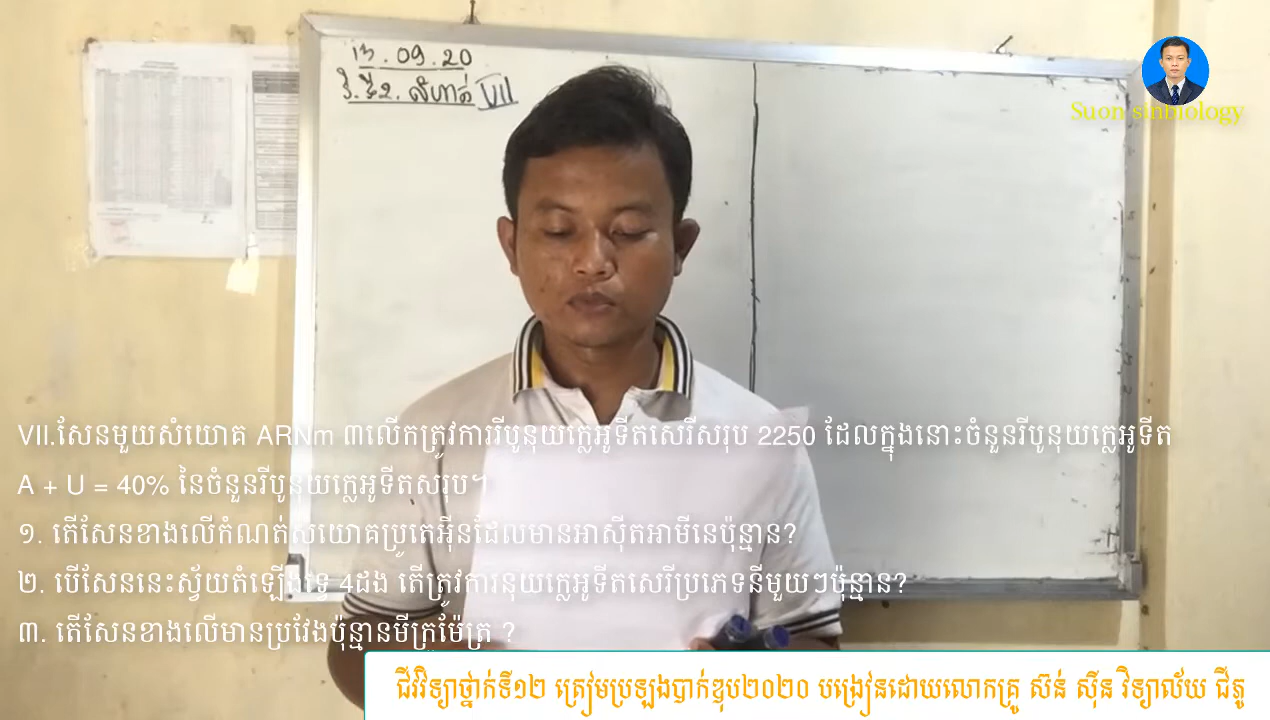 13.09.20
វិ.ទី២. លំហាត់ VII
Suon sinbiology
VII.សែនមួយសំយោគ ARNm ៣លើកត្រូវការរីបូនុយក្លេអូទីតសេរីសរុប 2250 ដែលក្នុងនោះចំនួនរីបូនុយក្លេអូទីត
A + U = 40% នៃចំនួនរីបូនុយក្លេអូទីតសរុប។
១. តើសែនខាងលើកំណត់សំយោគប្រូតេអ៊ីនដែលមានអាស៊ីតអាមីនេប៉ុន្មាន?
២. បើសែននេះស្វ័យតំឡើងទ្វេ 4ដង តើត្រូវការនុយក្លេអូទីតសេរីប្រភេទនីមួយៗប៉ុន្មាន?
៣. តើសែនខាងលើមានប្រវែងប៉ុន្មានមីក្រូម៉ែត្រ ?
ជីវវិទ្យាថ្នាក់ទី១២ ត្រៀមប្រឡងបាក់ឌុប២០២០ បង្រៀនដោយលោកគ្រូ ស៊ន់ ស៊ីន វិទ្យាល័យ ជីភូ